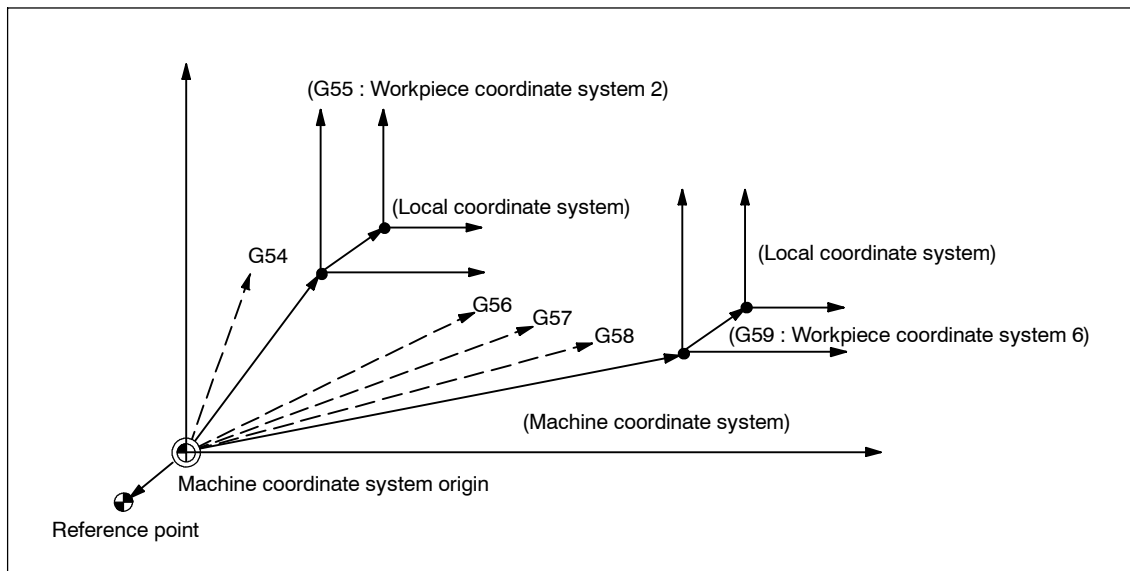 (G55 : Workpiece coordinate system 2)
(Local coordinate system)
G54
(Local coordinate system)
G56
G57
G58
(G59 : Workpiece coordinate system 6)
(Machine coordinate system)
Machine coordinate system origin
Reference point